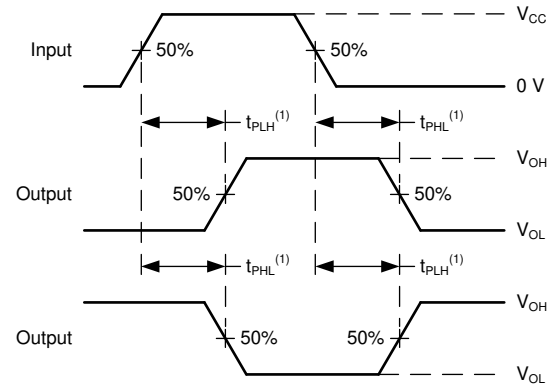 V_CC
Input 50% 50%
0 V
t_PLH^(1) t_PHL^(1)
V_OH
Output 50% 50%
V_OL
t_PHL^(1) t_PLH^(1)
V_OH
Output 50% 50%
V_OL